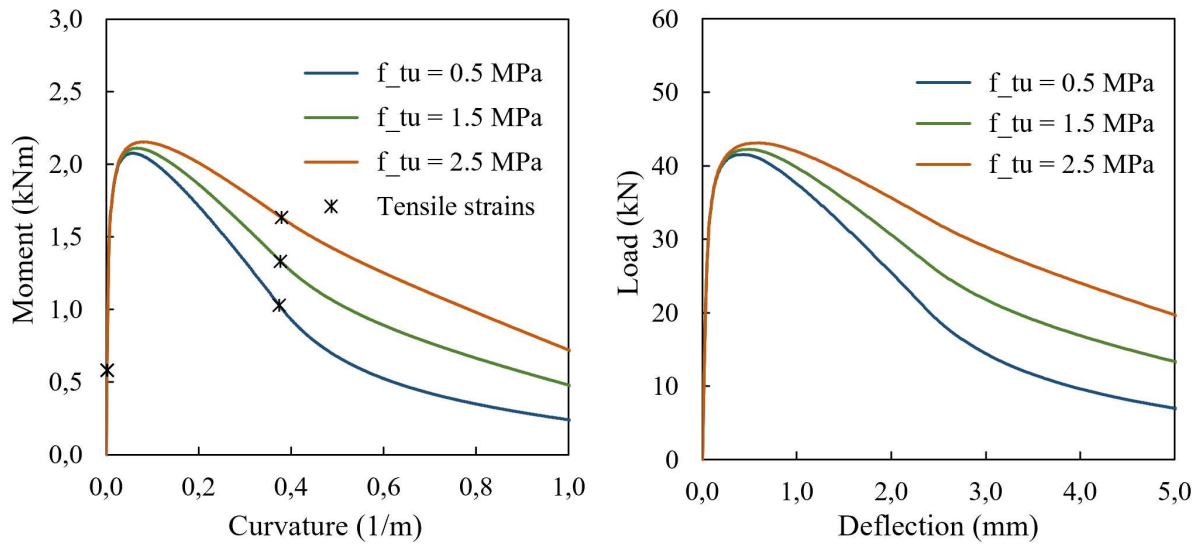 3,0
2,5
2,0
1,5
1,0
0,5
0,0
Moment (kNm)
f_tu = 0.5 MPa
f_tu = 1.5 MPa
f_tu = 2.5 MPa
Tensile strains
0,0 0,2 0,4 0,6 0,8 1,0
Curvature (1/m)
60
50
40
30
20
10
0
Load (kN)
f_tu = 0.5 MPa
f_tu = 1.5 MPa
f_tu = 2.5 MPa
0,0 1,0 2,0 3,0 4,0 5,0
Deflection (mm)